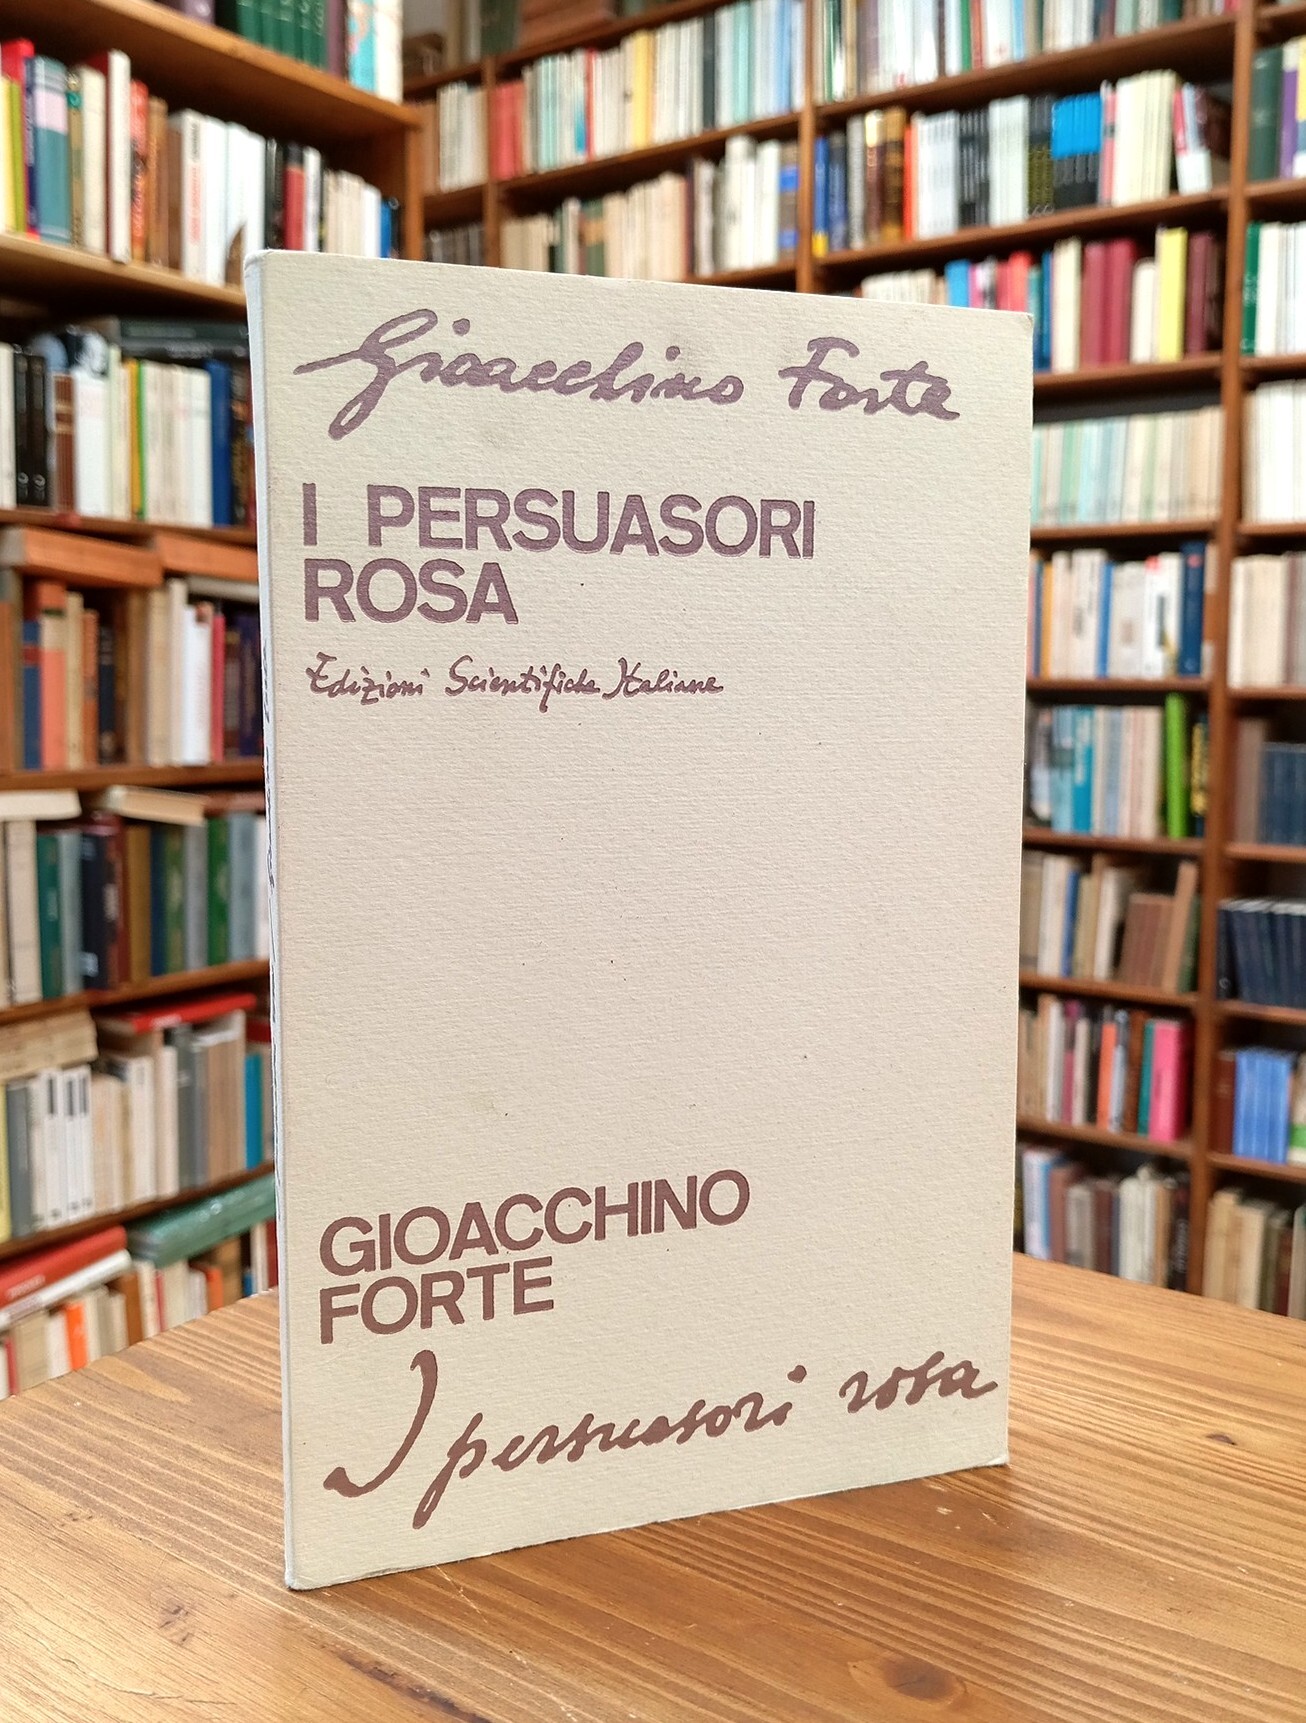 Gioacchino Forte
I PERSUASORI
ROSA
Edizioni Scientifiche Italiane
GIOACCHINO
FORTE
I persuasori rosa